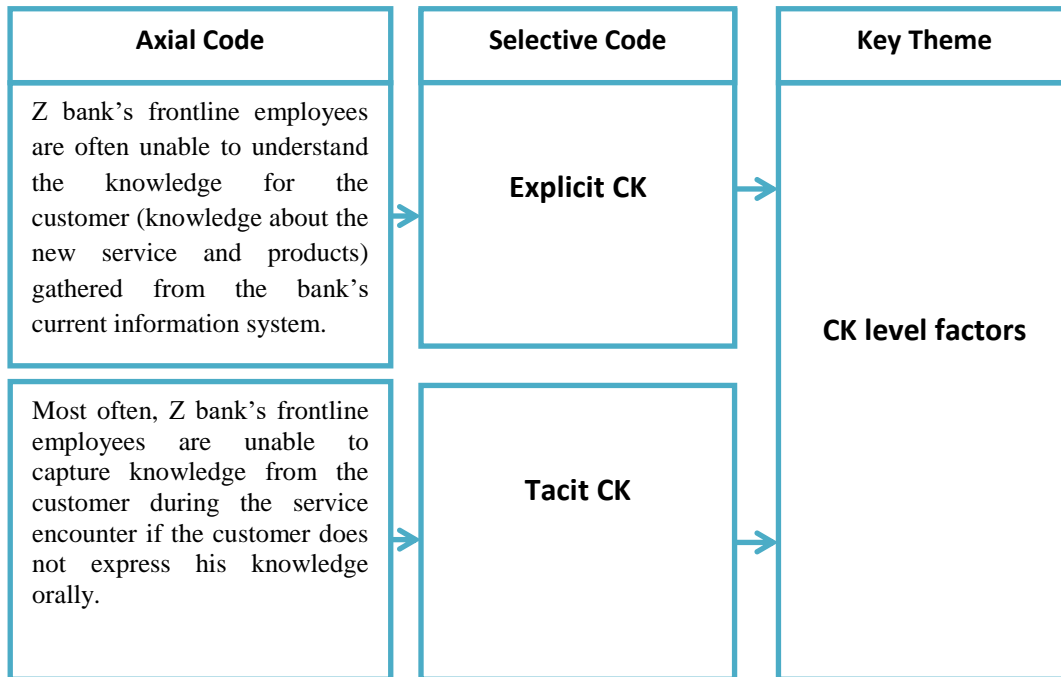 Axial Code
Selective Code
Key Theme
Z bank’s frontline employees
are often unable to understand
the knowledge for the
customer (knowledge about the
new service and products)
gathered from the bank’s
current information system.
Explicit CK
CK level factors
Most often, Z bank’s frontline
employees are unable to
capture knowledge from the
customer during the service
encounter if the customer does
not express his knowledge
orally.
Tacit CK